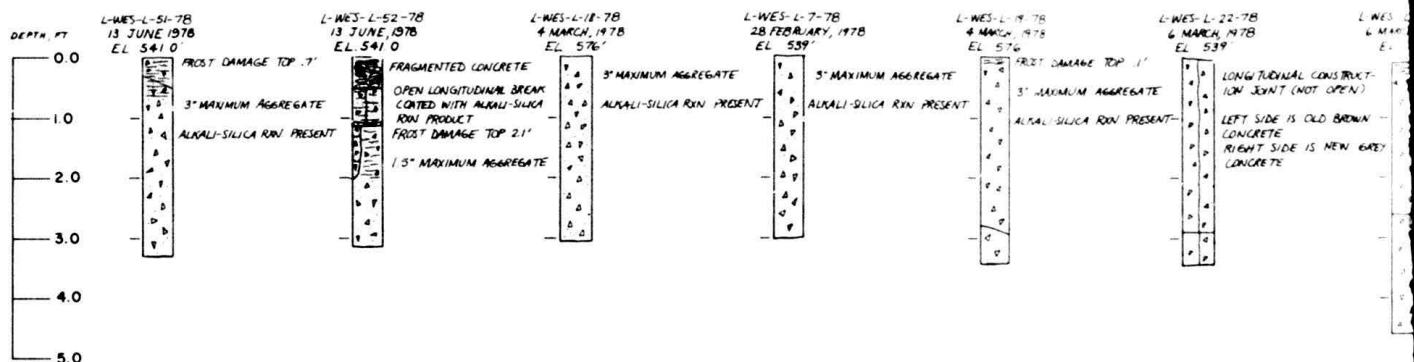 L-WES-L-51-78
13 JUNE 1978
EL 541.0'
FROST DAMAGE TOP .7'
3" MAXIMUM AGGREGATE
ALKALI-SILICA RXN PRESENT
L-WES-L-52-78
13 JUNE, 1978
EL. 541.0
FRAGMENTED CONCRETE
OPEN LONGITUDINAL BREAK
COATED WITH ALKALI-SILICA
RXN PRODUCT
FROST DAMAGE TOP 2.1'
1.5" MAXIMUM AGGREGATE
L-WES-L-18-78
4 MARCH, 1978
EL 576'
3" MAXIMUM AGGREGATE
ALKALI-SILICA RXN PRESENT
L-WES-L-7-78
28 FEBRUARY, 1978
EL 539'
3" MAXIMUM AGGREGATE
ALKALI-SILICA RXN PRESENT
L-WES-L-19-78
4 MARCH, 1978
EL 576
FROST DAMAGE TOP .1'
3" MAXIMUM AGGREGATE
ALKALI-SILICA RXN PRESENT
L-WES-L-22-78
6 MARCH, 1978
EL 539'
LONGITUDINAL CONSTRUCT-
ION JOINT (NOT OPEN)
LEFT SIDE IS OLD BROWN
CONCRETE
RIGHT SIDE IS NEW GREY
CONCRETE
L-WES
6
EL
DEPTH, FT
0.0
1.0
2.0
3.0
4.0
5.0